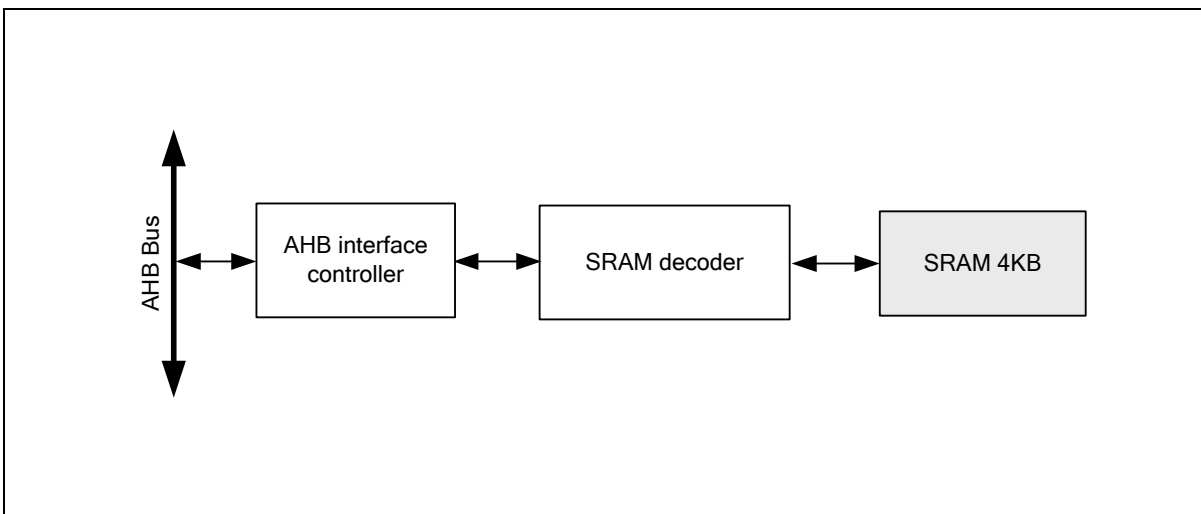 AHB Bus
AHB interface
controller
SRAM decoder
SRAM 4KB